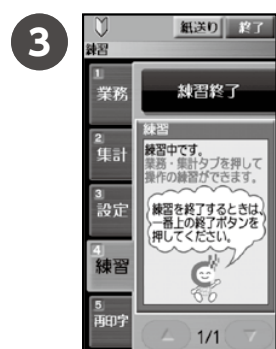 3
紙送り 終了
練習
1
業務
練習終了
2
集計
練習
練習中です。
業務・集計タブを押して
操作の練習ができます。
3
設定
練習を終了するときは、
一番上の終了ボタンを
押してください。
4
練習
5
再印字
1/1